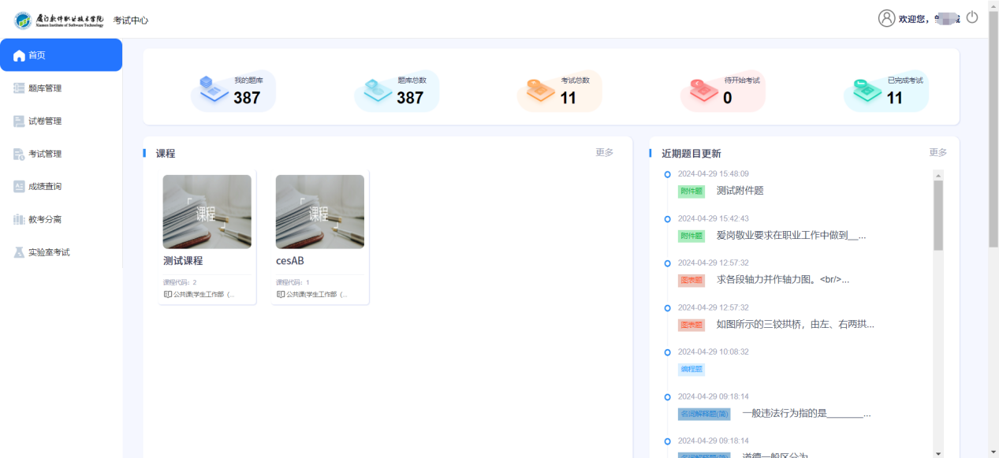 厦门软件职业技术学院
Xiamen Institute of Software Technology
考试中心
欢迎您，
首页
题库管理
试卷管理
考试管理
成绩查询
教考分离
实验室考试
我的题库
387
题库总数
387
考试总数
11
待开始考试
0
已完成考试
11
课程
更多
课程
测试课程
课程代码：2
公共课(学生工作部（...
课程
cesAB
课程代码：1
公共课(学生工作部（...
近期题目更新
更多
2024-04-29 15:48:09
附件题 测试附件题
2024-04-29 15:42:43
附件题 爱岗敬业要求在职业工作中做到__...
2024-04-29 12:57:32
图表题 求各段轴力并作轴力图。<br/>...
2024-04-29 12:57:32
图表题 如图所示的三铰拱桥，由左、右两拱...
2024-04-29 10:08:32
编程题
2024-04-29 09:18:14
名词解释题(简) 一般违法行为指的是________...
2024-04-29 09:18:14
名词解释题(简) 道德一般区分为